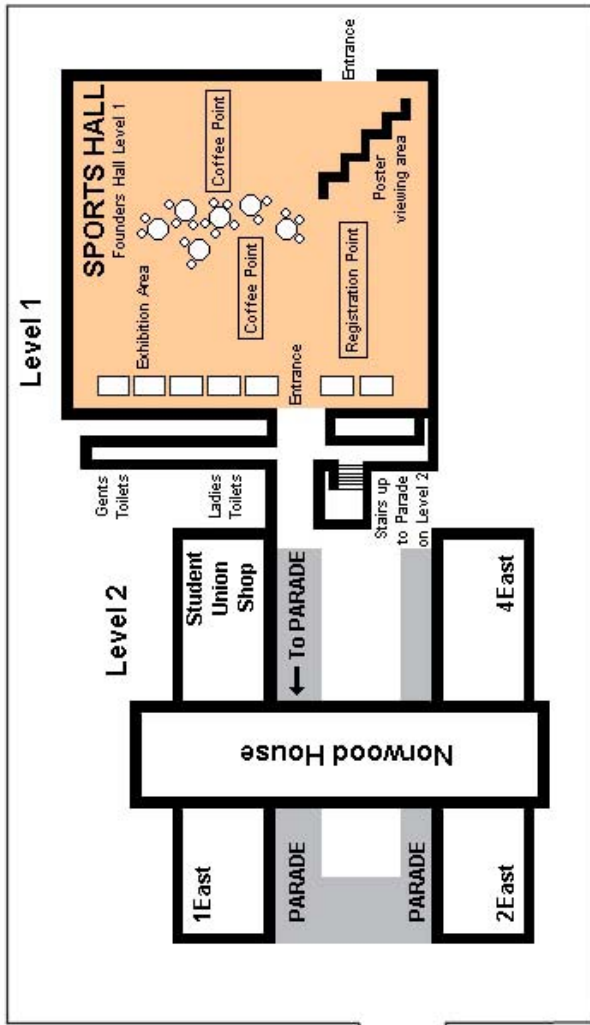 Level 1
SPORTS HALL
Founders Hall Level 1
Exhibition Area
Coffee Point
Coffee Point
Entrance
Entrance
Registration Point
Poster
viewing area
Gents
Toilets
Ladies
Toilets
Stairs up
to Parade
on Level 2
Level 2
Student
Union
Shop
← To PARADE
4East
Norwood House
1East
PARADE
PARADE
2East